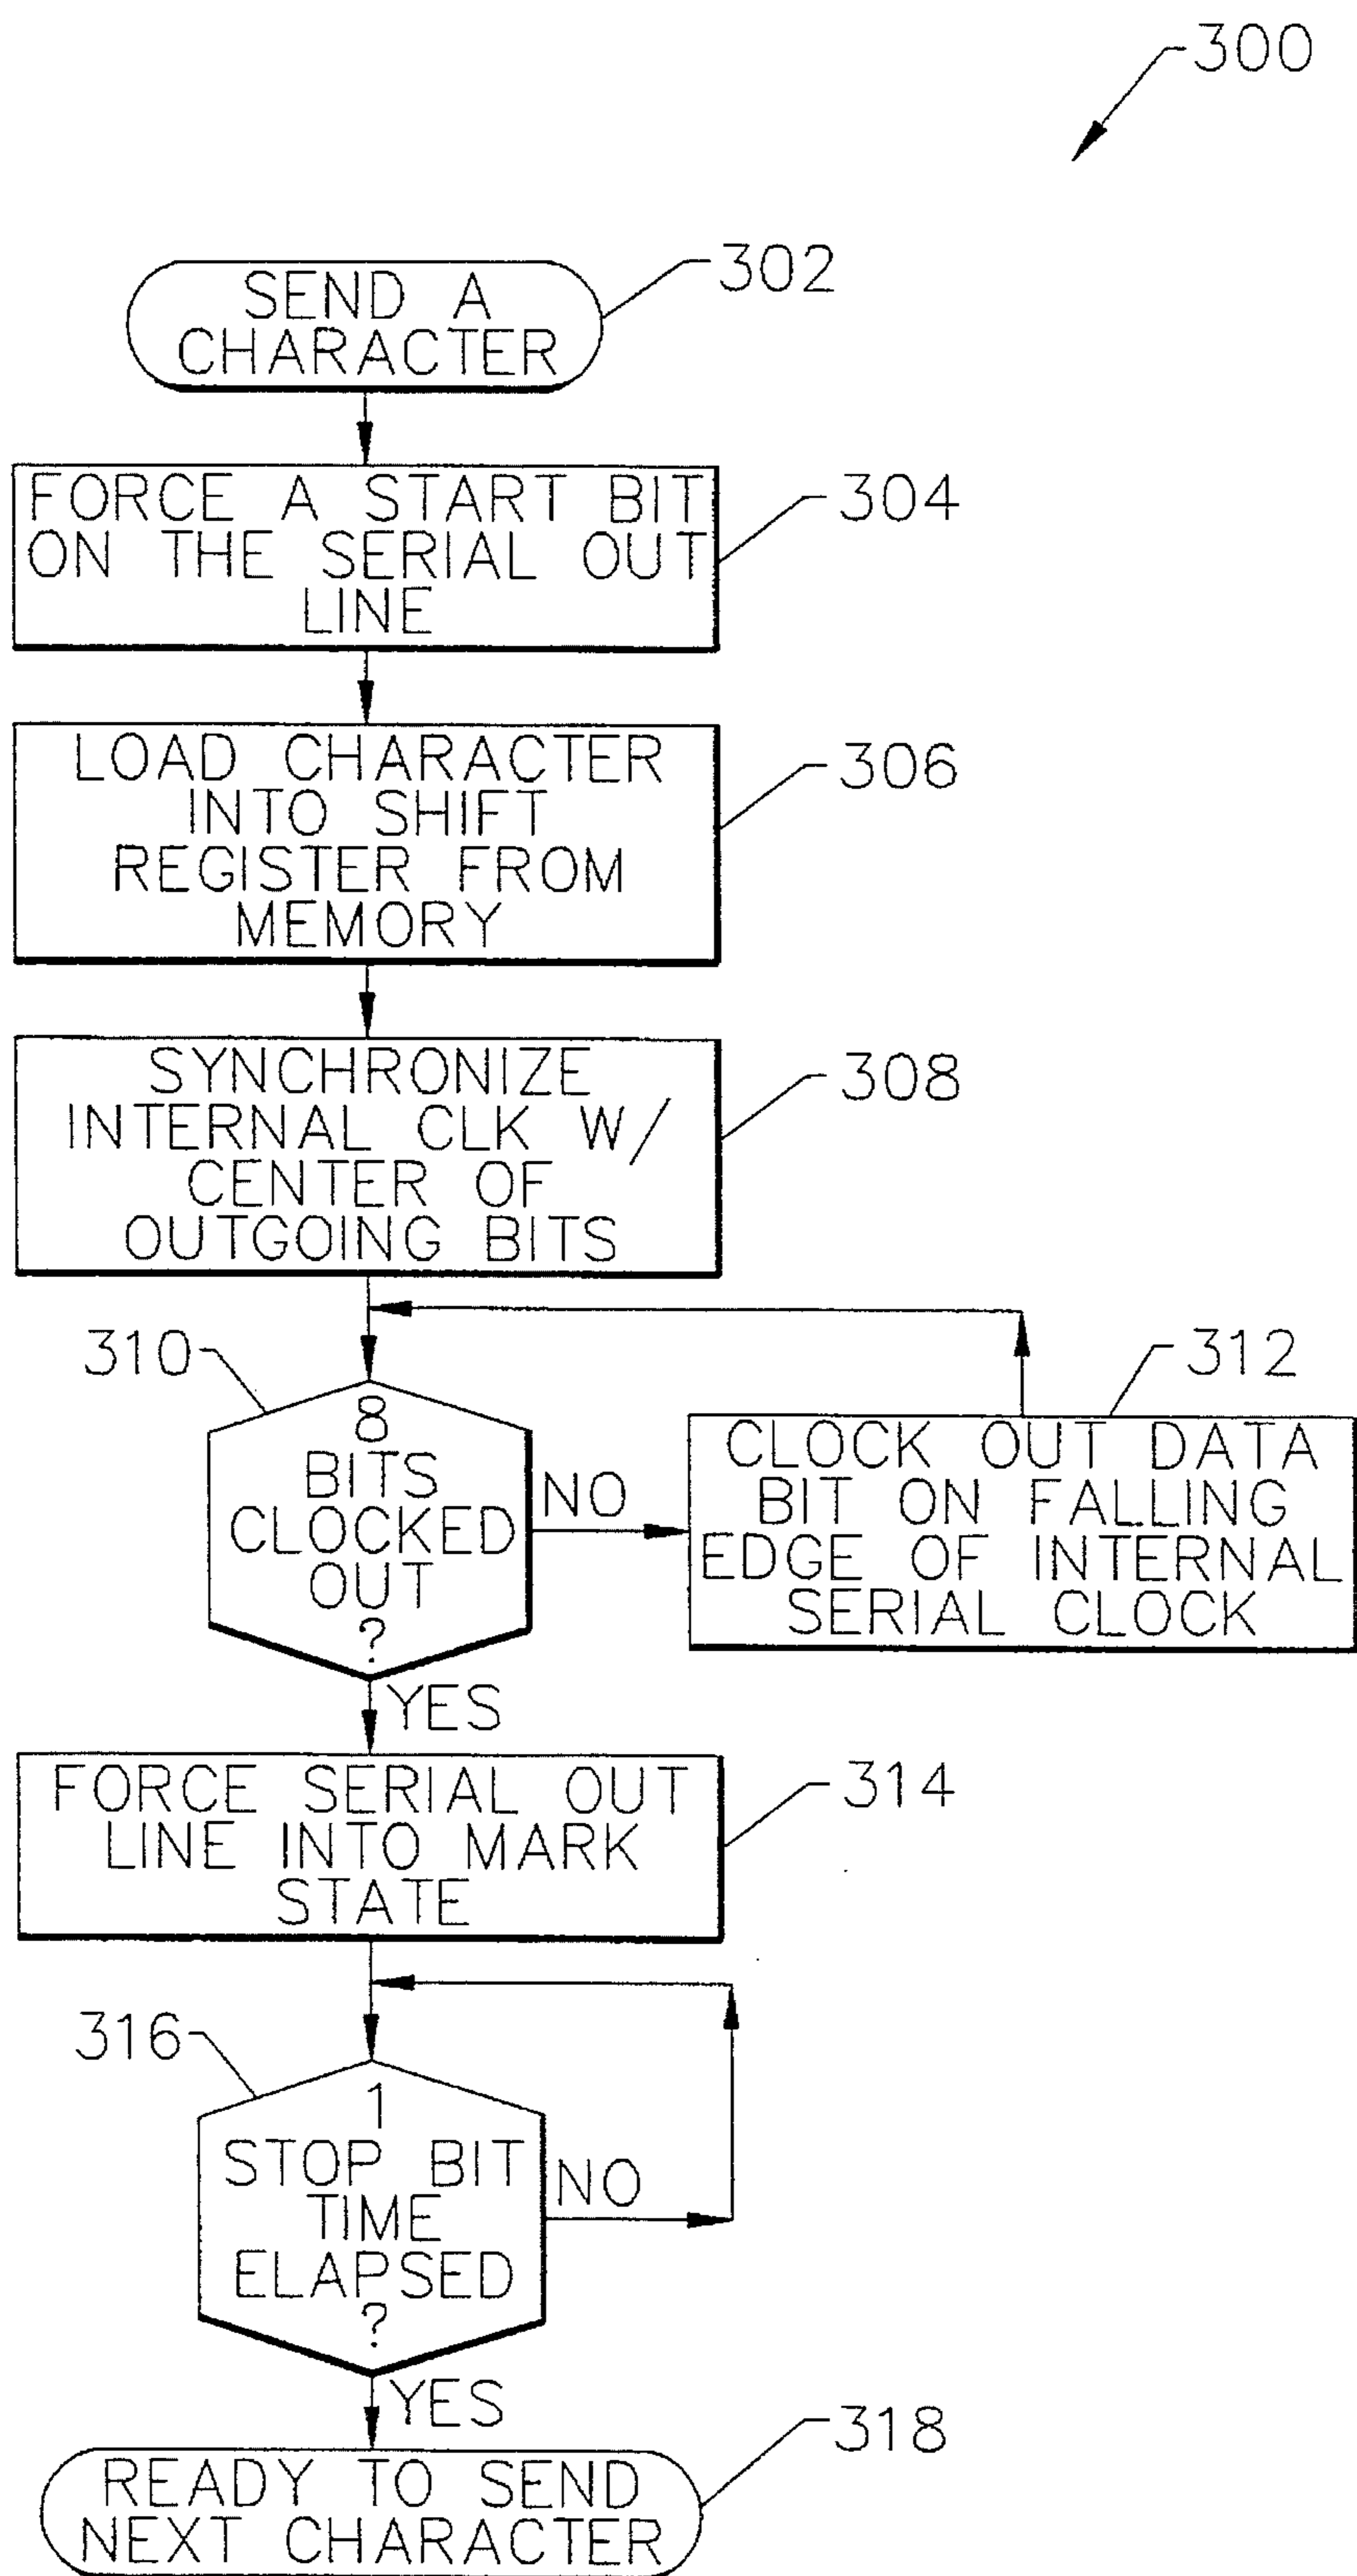 300
SEND A
CHARACTER
302
FORCE A START BIT
ON THE SERIAL OUT
LINE
304
LOAD CHARACTER
INTO SHIFT
REGISTER FROM
MEMORY
306
SYNCHRONIZE
INTERNAL CLK W/
CENTER OF
OUTGOING BITS
308
310
8
BITS
CLOCKED
OUT
?
NO
312
CLOCK OUT DATA
BIT ON FALLING
EDGE OF INTERNAL
SERIAL CLOCK
YES
FORCE SERIAL OUT
LINE INTO MARK
STATE
314
316
1
STOP BIT
TIME
ELAPSED
?
NO
YES
READY TO SEND
NEXT CHARACTER
318